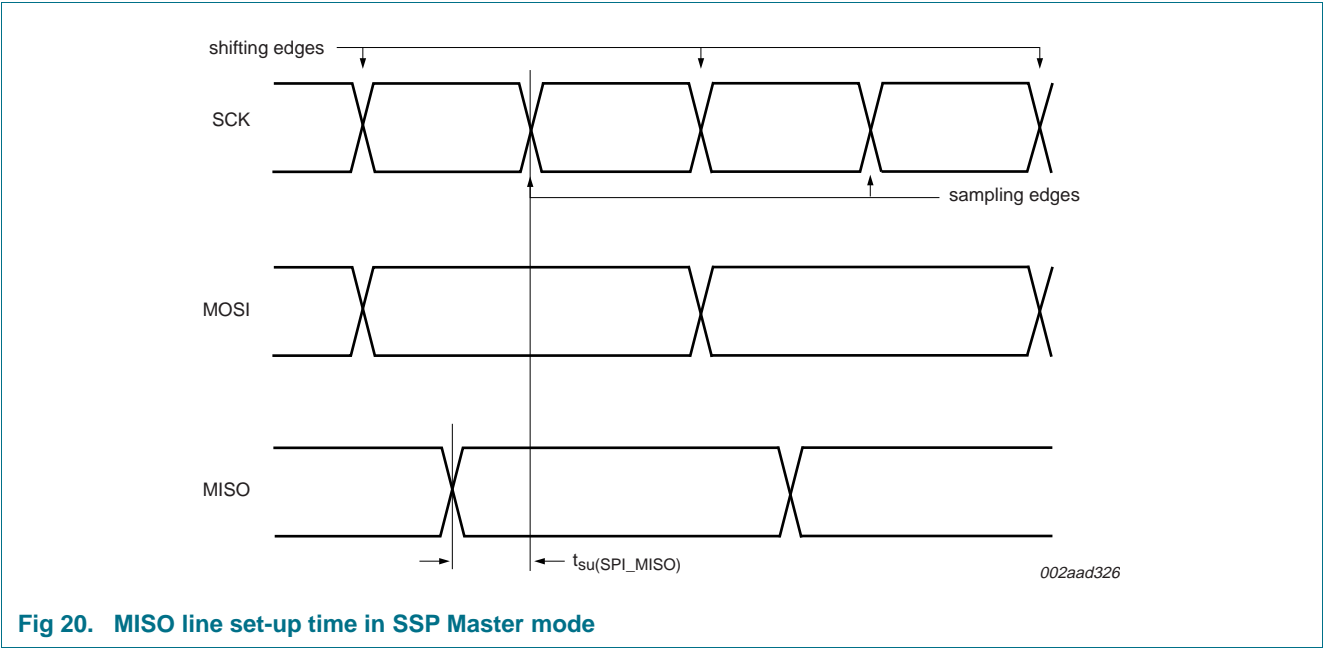 shifting edges
SCK
sampling edges
MOSI
MISO
tsu(SPI_MISO)
002aad326
Fig 20. MISO line set-up time in SSP Master mode